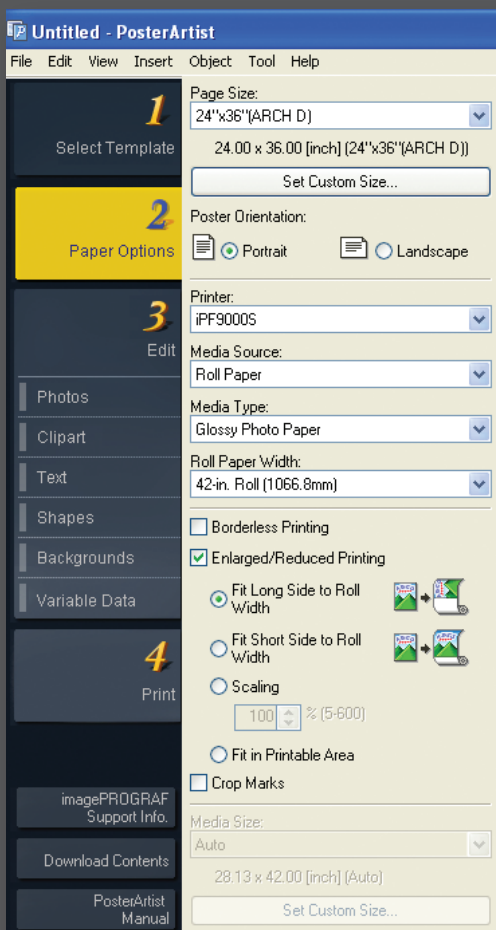 Untitled - PosterArtist
File Edit View Insert Object Tool Help
1
Select Template
2
Paper Options
3
Edit
Photos
Clipart
Text
Shapes
Backgrounds
Variable Data
4
Print
imagePROGRAF
Support Info.
Download Contents
PosterArtist
Manual
Page Size:
24"x36"(ARCH D)
24.00 x 36.00 [inch] (24"x36"(ARCH D))
Set Custom Size...
Poster Orientation:
Portrait Landscape
Printer:
iPF9000S
Media Source:
Roll Paper
Media Type:
Glossy Photo Paper
Roll Paper Width:
42-in. Roll (1066.8mm)
Borderless Printing
Enlarged/Reduced Printing
Fit Long Side to Roll
Width
Fit Short Side to Roll
Width
Scaling
100 % (5-600)
Fit in Printable Area
Crop Marks
Media Size:
Auto
28.13 x 42.00 [inch] (Auto)
Set Custom Size...